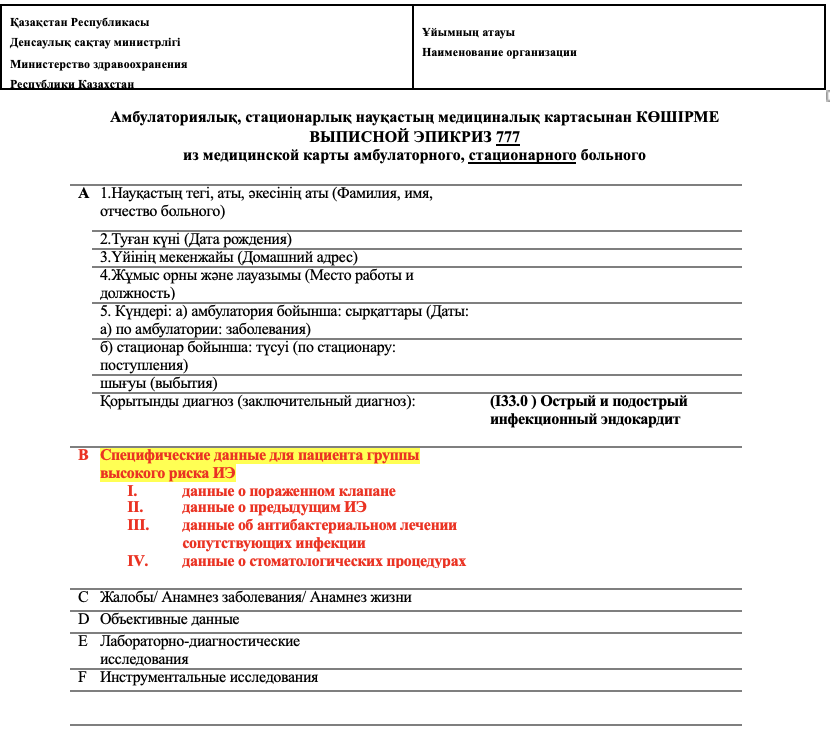 Қазақстан Республикасы
Денсаулық сақтау министрлігі
Министерство здравоохранения
Республики Казахстан
Ұйымның атауы
Наименование организации
Амбулаториялық, стационарлық науқастың медициналық картасынан КӨШІРМЕ
ВЫПИСНОЙ ЭПИКРИЗ 777
из медицинской карты амбулаторного, стационарного больного
A 1.Науқастың тегі, аты, әкесінің аты (Фамилия, имя,
отчество больного)
2.Туған күні (Дата рождения)
3.Үйінің мекенжайы (Домашний адрес)
4.Жұмыс орны және лауазымы (Место работы и
должность)
5. Күндері: а) амбулатория бойынша: сырқаттары (Даты:
а) по амбулатории: заболевания)
б) стационар бойынша: түсуі (по стационару:
поступления)
шығуы (выбытия)
Қорытынды диагноз (заключительный диагноз):
(I33.0 ) Острый и подострый
инфекционный эндокардит
B Специфические данные для пациента группы
высокого риска ИЭ
I. данные о пораженном клапане
II. данные о предыдущим ИЭ
III. данные об антибактериальном лечении
сопутствующих инфекции
IV. данные о стоматологических процедурах
C Жалобы/ Анамнез заболевания/ Анамнез жизни
D Объективные данные
E Лабораторно-диагностические
исследования
F Инструментальные исследования